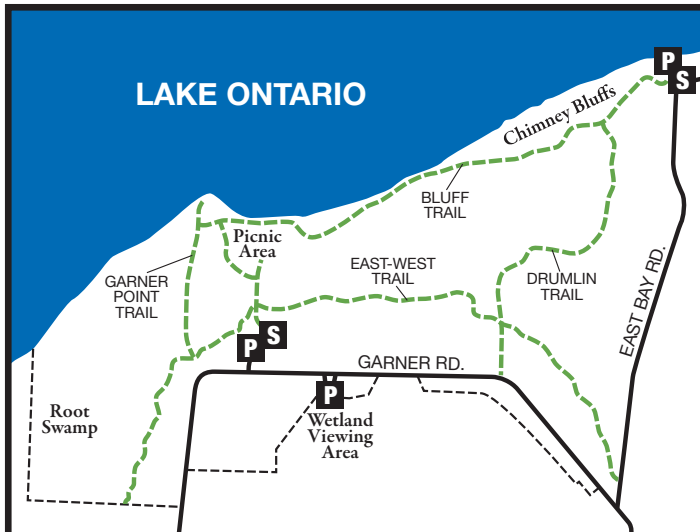 P
S
LAKE ONTARIO
Chimney Bluffs
BLUFF
TRAIL
Picnic
Area
GARNER
POINT
TRAIL
EAST-WEST
TRAIL
DRUMLIN
TRAIL
EAST BAY RD.
S
P
GARNER RD.
P
Root
Swamp
Wetland
Viewing
Area